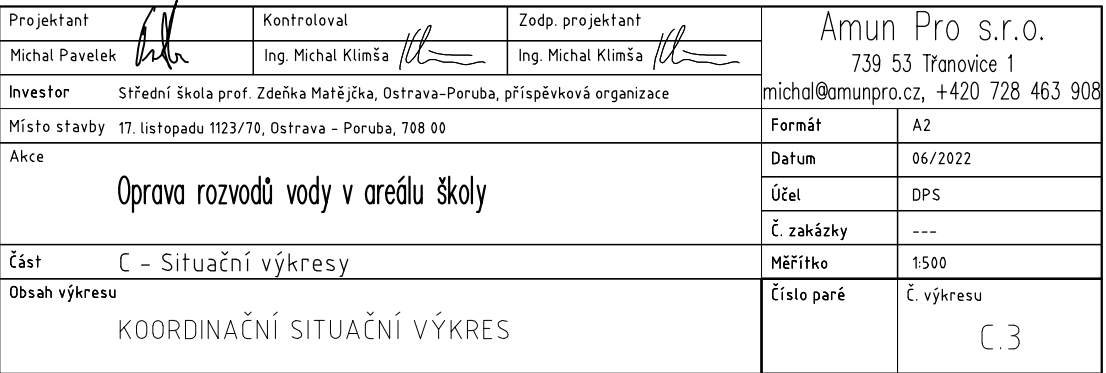 Projektant
Kontroloval
Zodp. projektant
Michal Pavelek
Ing. Michal Klimša
Ing. Michal Klimša
Amun Pro s.r.o.
739 53 Třanovice 1
michal@amunpro.cz, +420 728 463 908
Investor Střední škola prof. Zdeňka Matějčka, Ostrava-Poruba, příspěvková organizace
Místo stavby 17. listopadu 1123/70, Ostrava - Poruba, 708 00
Formát A2
Akce
Oprava rozvodů vody v areálu školy
Datum 06/2022
Účel DPS
Č. zakázky ---
Část C - Situační výkresy
Měřítko 1:500
Obsah výkresu
KOORDINAČNÍ SITUAČNÍ VÝKRES
Číslo paré
Č. výkresu
C.3